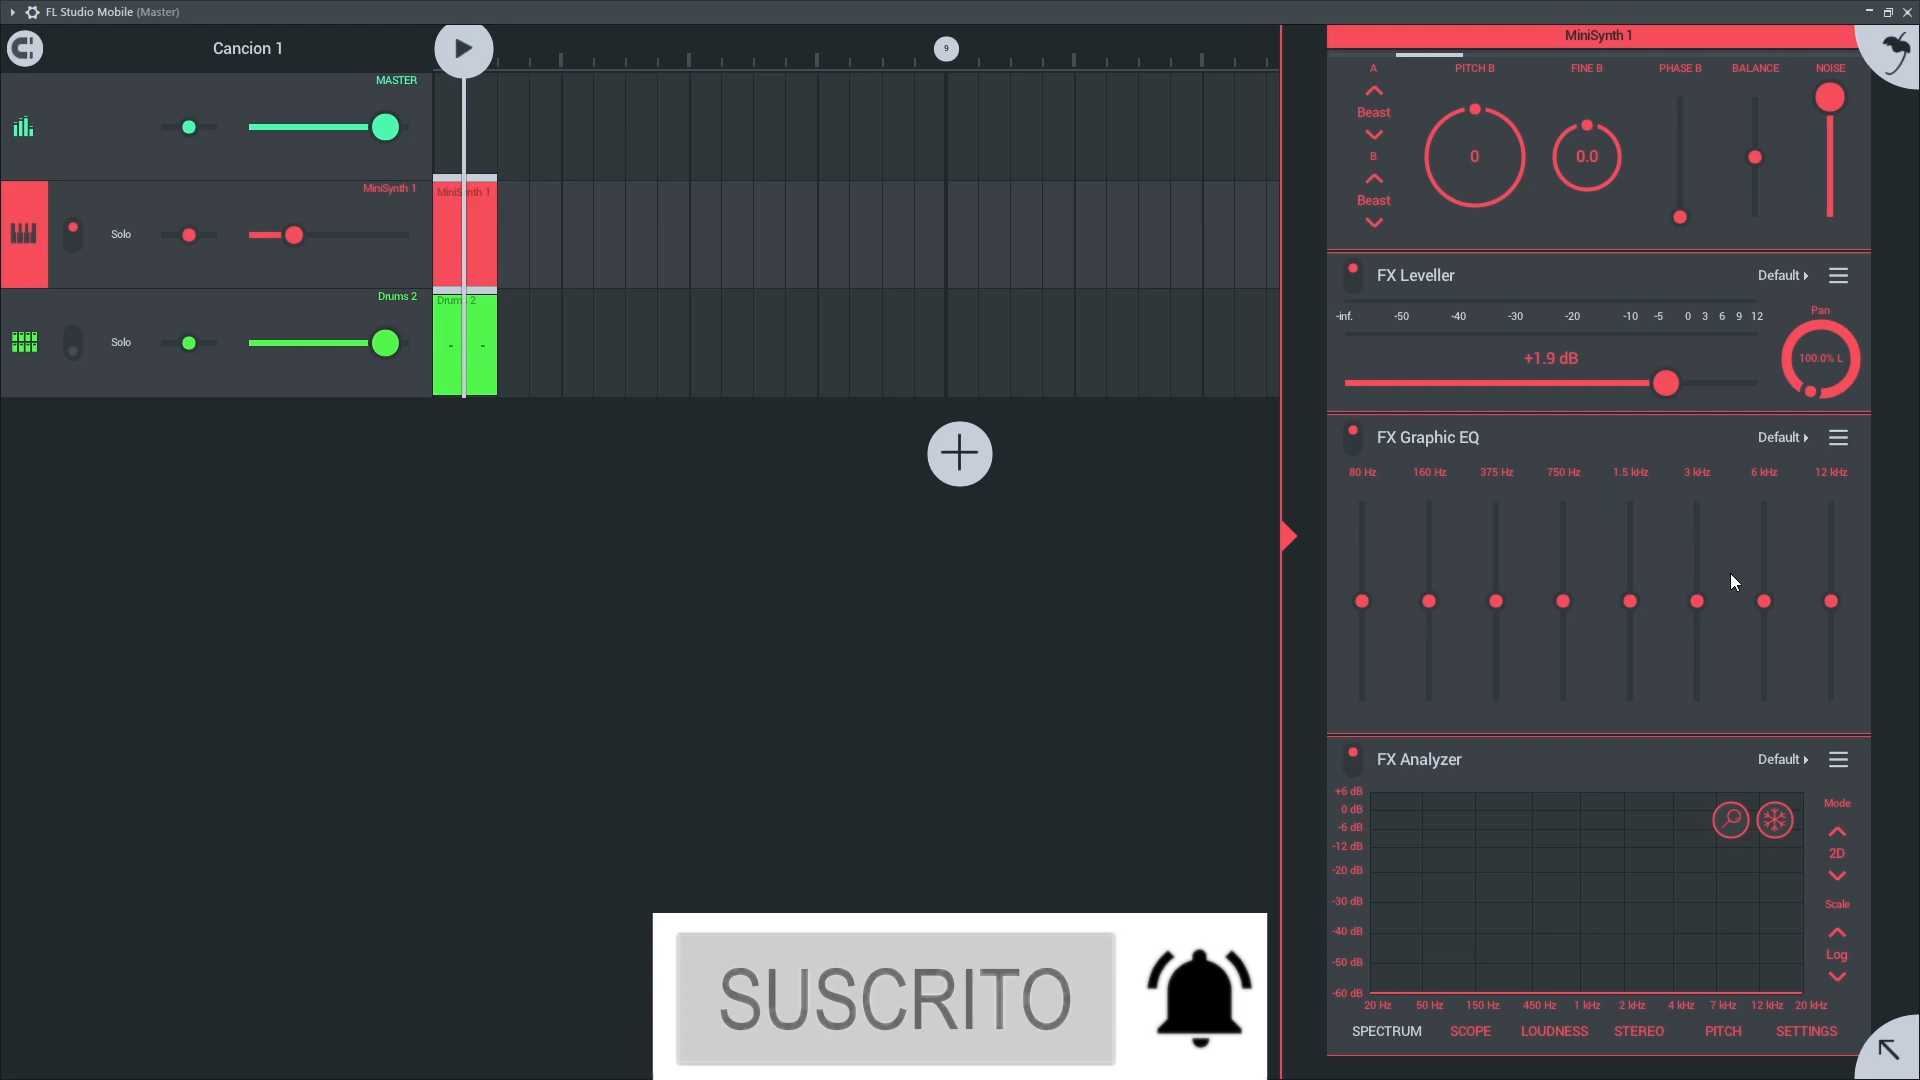 FL Studio Mobile (Master)
Cancion 1
9
MASTER
MiniSynth 1
Solo
MiniSynth 1
Drums 2
Solo
Drums 2
MiniSynth 1
A
PITCH B
FINE B
PHASE B
BALANCE
NOISE
Beast
B
Beast
0
0.0
FX Leveller
Default
-inf. -50 -40 -30 -20 -10 -5 0 3 6 9 12
Pan
+1.9 dB
100.0% L
FX Graphic EQ
Default
80 Hz 160 Hz 375 Hz 750 Hz 1.5 kHz 3 kHz 6 kHz 12 kHz
FX Analyzer
Default
+6 dB
0 dB
-6 dB
-12 dB
-20 dB
-30 dB
-40 dB
-50 dB
-60 dB
Mode
2D
Scale
Log
20 Hz 50 Hz 150 Hz 450 Hz 1 kHz 2 kHz 4 kHz 7 kHz 12 kHz 20 kHz
SPECTRUM SCOPE LOUDNESS STEREO PITCH SETTINGS
SUSCRITO